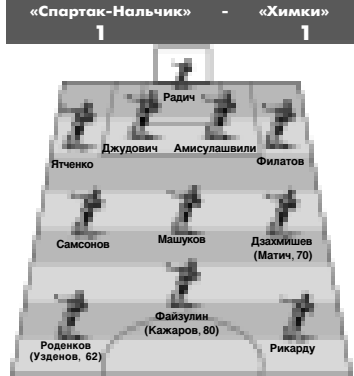 «Спартак-Нальчик» - «Химки»
1 1
Радич
Джудович Амисулашвили
Ятченко Филатов
Самсонов Машуков Дзахмишев
(Матич, 70)
Файзулин
(Кажаров, 80)
Роденков Рикарду
(Узденов, 62)